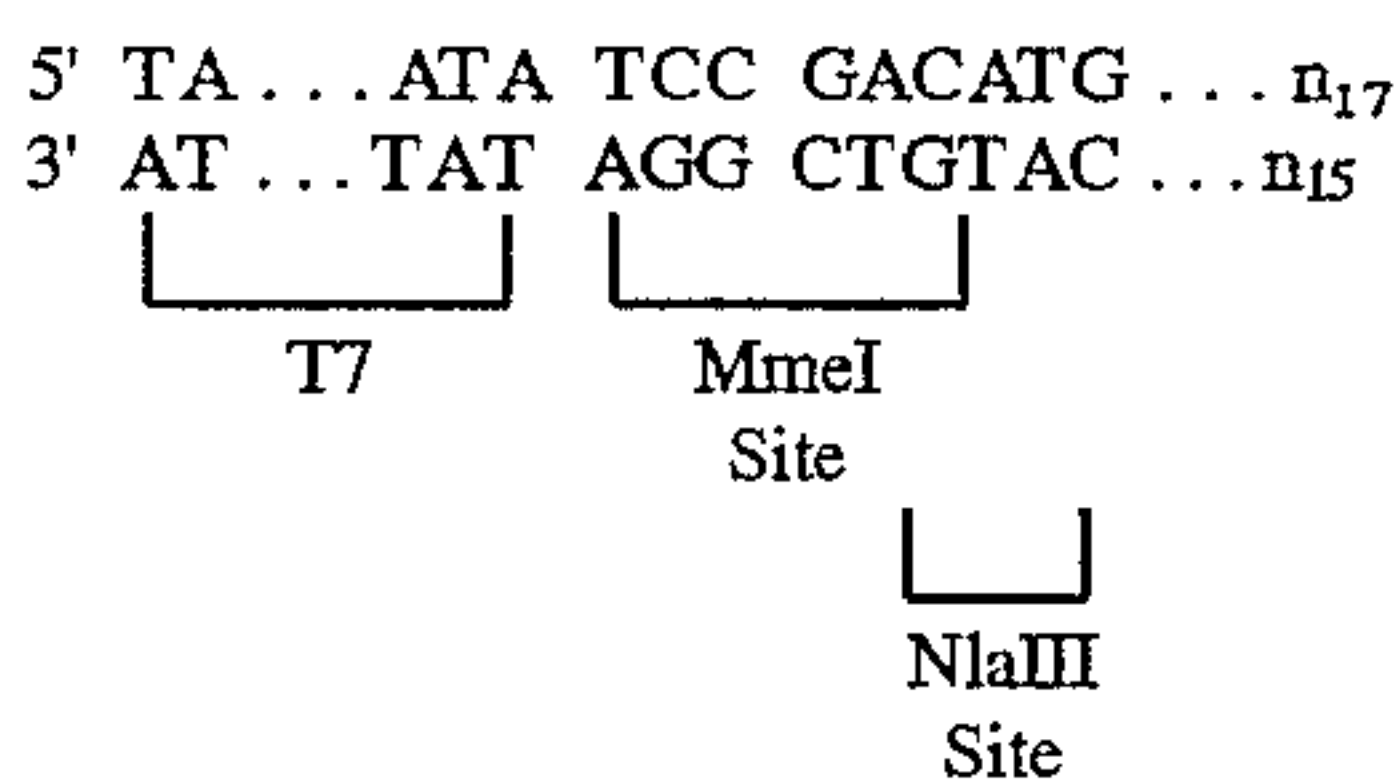 5' TA...ATA TCC GACATG...n17
3' AT...TAT AGG CTGTAC...n15
T7 MmeI
Site
NlaIII
Site